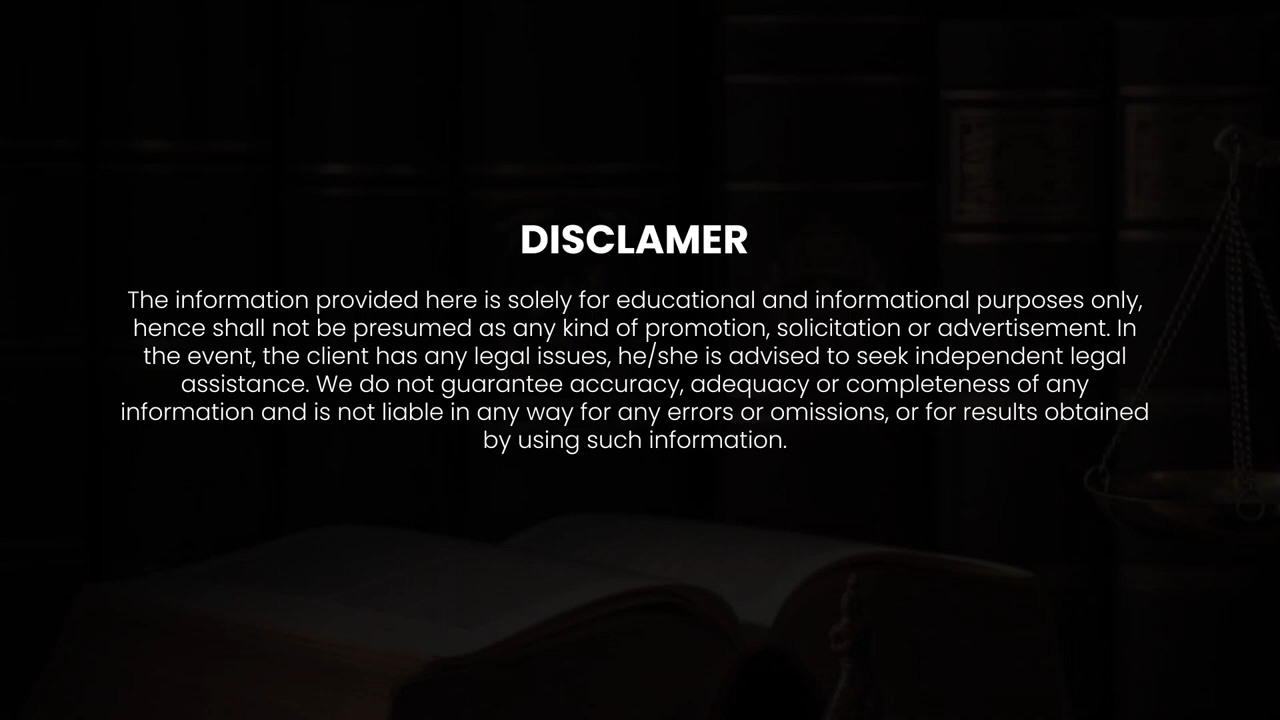 DISCLAMER
The information provided here is solely for educational and informational purposes only,
hence shall not be presumed as any kind of promotion, solicitation or advertisement. In
the event, the client has any legal issues, he/she is advised to seek independent legal
assistance. We do not guarantee accuracy, adequacy or completeness of any
information and is not liable in any way for any errors or omissions, or for results obtained
by using such information.